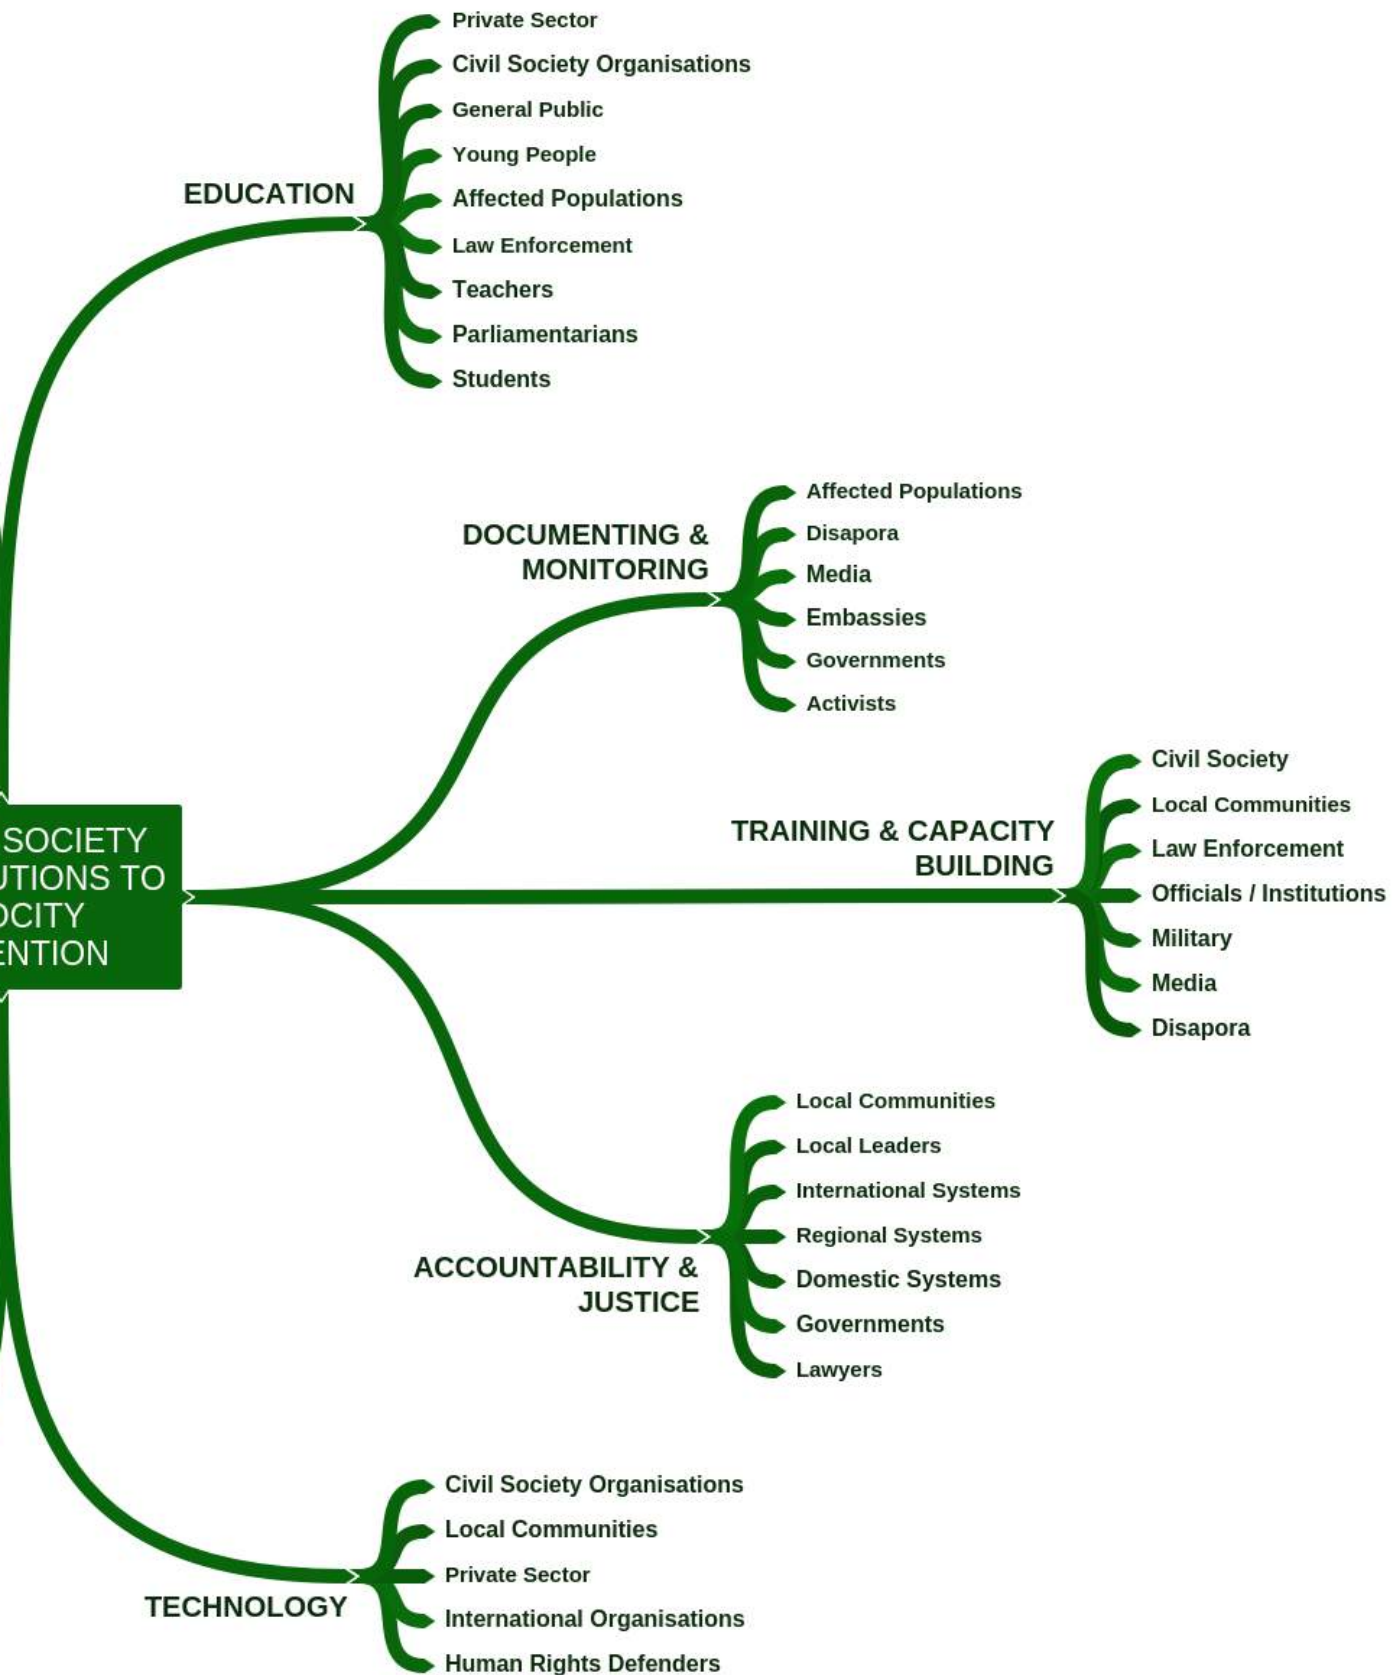 Private Sector
Civil Society Organisations
General Public
Young People
EDUCATION
Affected Populations
Law Enforcement
Teachers
Parliamentarians
Students
DOCUMENTING &
MONITORING
Affected Populations
Disapora
Media
Embassies
Governments
Activists
SOCIETY
UTIONS TO
OCITY
ENTION
TRAINING & CAPACITY
BUILDING
Civil Society
Local Communities
Law Enforcement
Officials / Institutions
Military
Media
Disapora
ACCOUNTABILITY &
JUSTICE
Local Communities
Local Leaders
International Systems
Regional Systems
Domestic Systems
Governments
Lawyers
TECHNOLOGY
Civil Society Organisations
Local Communities
Private Sector
International Organisations
Human Rights Defenders